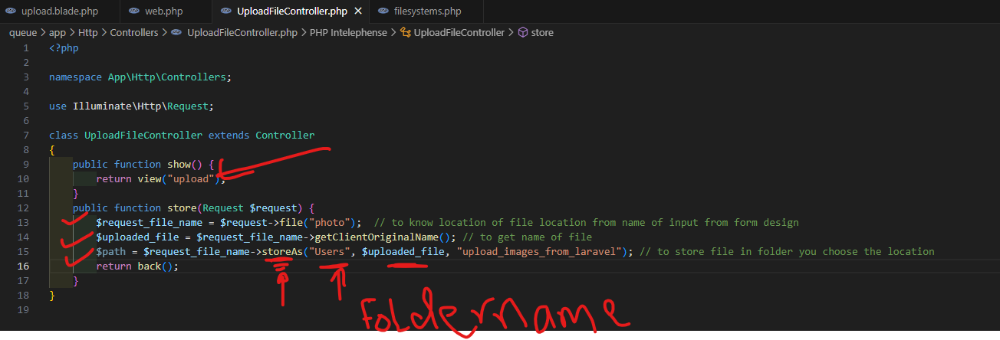 upload.blade.php web.php UploadFileController.php × filesystems.php
queue > app > Http > Controllers > UploadFileController.php > PHP Intelephense > UploadFileController > store
1 <?php
2
3 namespace App\Http\Controllers;
4
5 use Illuminate\Http\Request;
6
7 class UploadFileController extends Controller
8 {
9 public function show() {
10 return view("upload");
11 }
12 public function store(Request $request) {
13 $request_file_name = $request->file("photo"); // to know location of file location from name of input from form design
14 $uploaded_file = $request_file_name->getClientOriginalName(); // to get name of file
15 $path = $request_file_name->storeAs("Users", $uploaded_file, "upload_images_from_laravel"); // to store file in folder you choose the location
16 return back();
17 }
18 }
19
Folder name